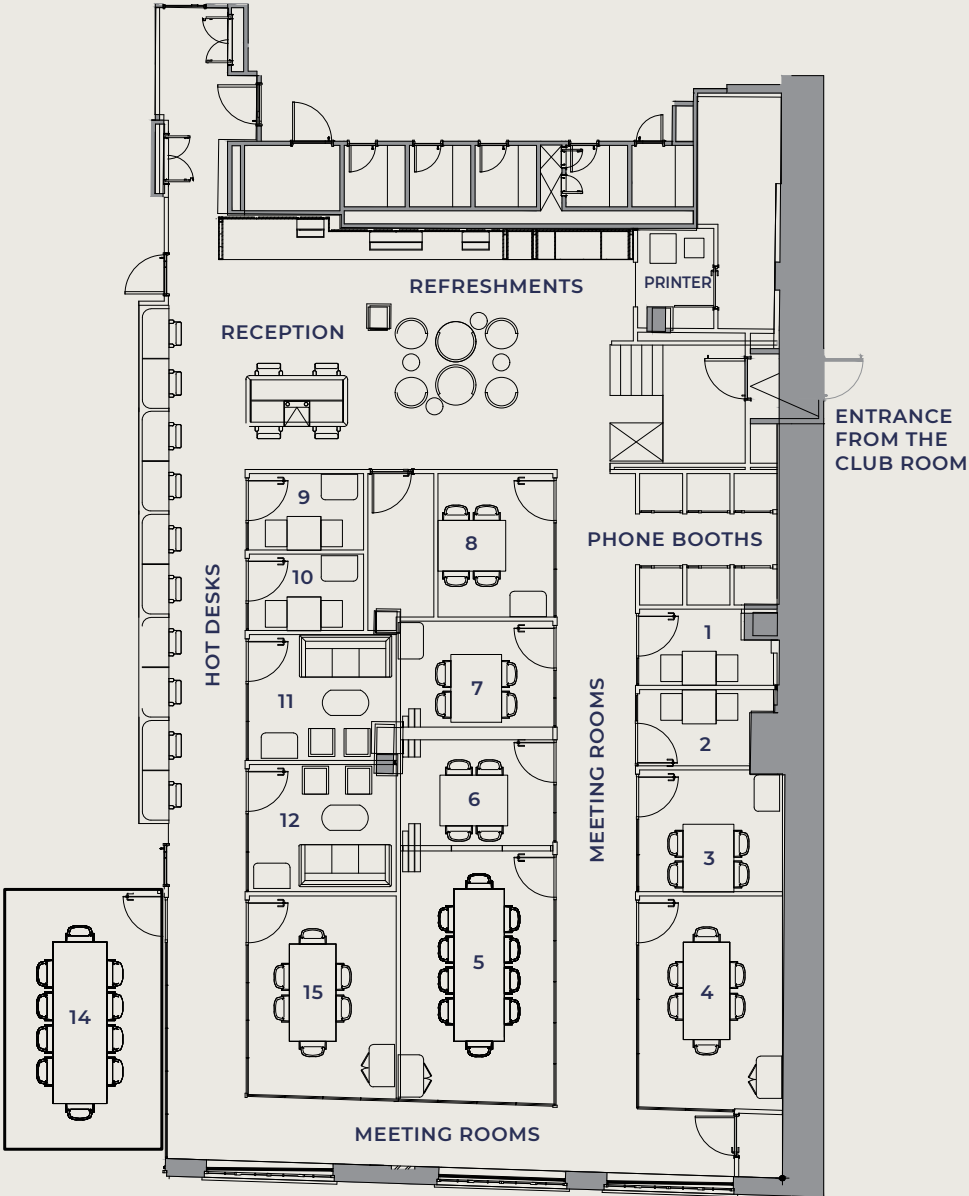 REFRESHMENTS
PRINTER
RECEPTION
ENTRANCE
FROM THE
CLUB ROOM
9
8
PHONE BOOTHS
10
HOT DESKS
1
7
11
2
MEETING ROOMS
6
12
3
5
15
4
14
MEETING ROOMS